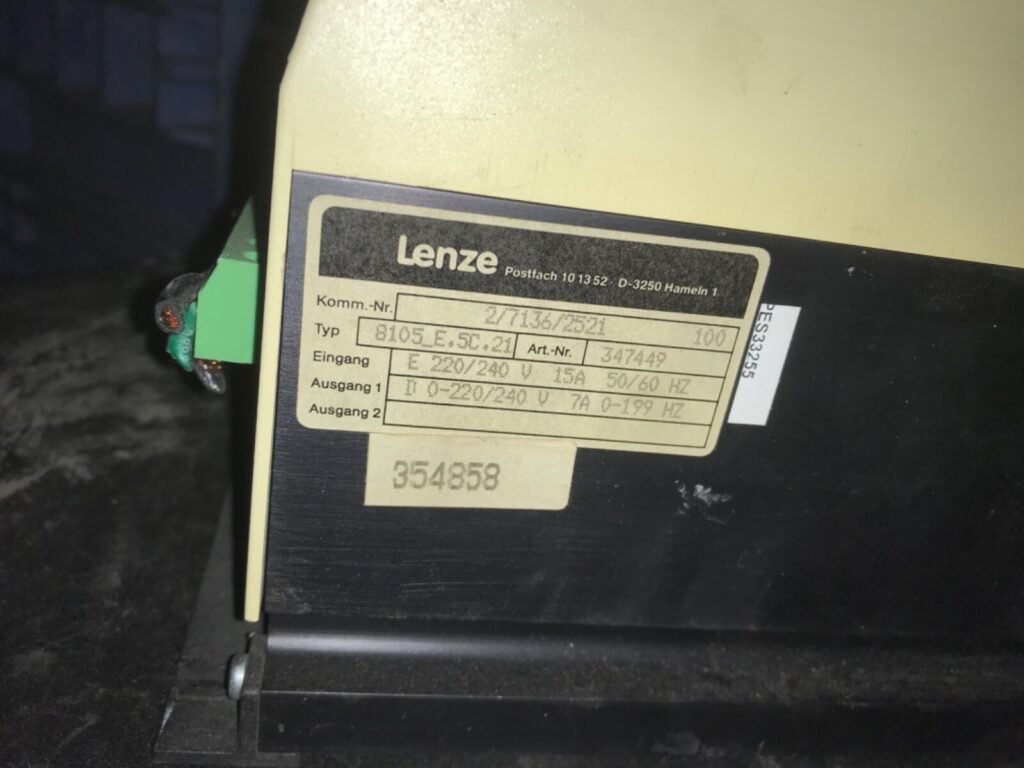 Lenze Postfach 10 13 52 D-3250 Hameln 1
Komm.-Nr. 2/7136/2521 100
Typ 8105_E.5C.21 Art.-Nr. 347449
Eingang E 220/240 V 15A 50/60 HZ
Ausgang 1 D 0-220/240 V 7A 0-199 HZ
Ausgang 2
354858
PES33255